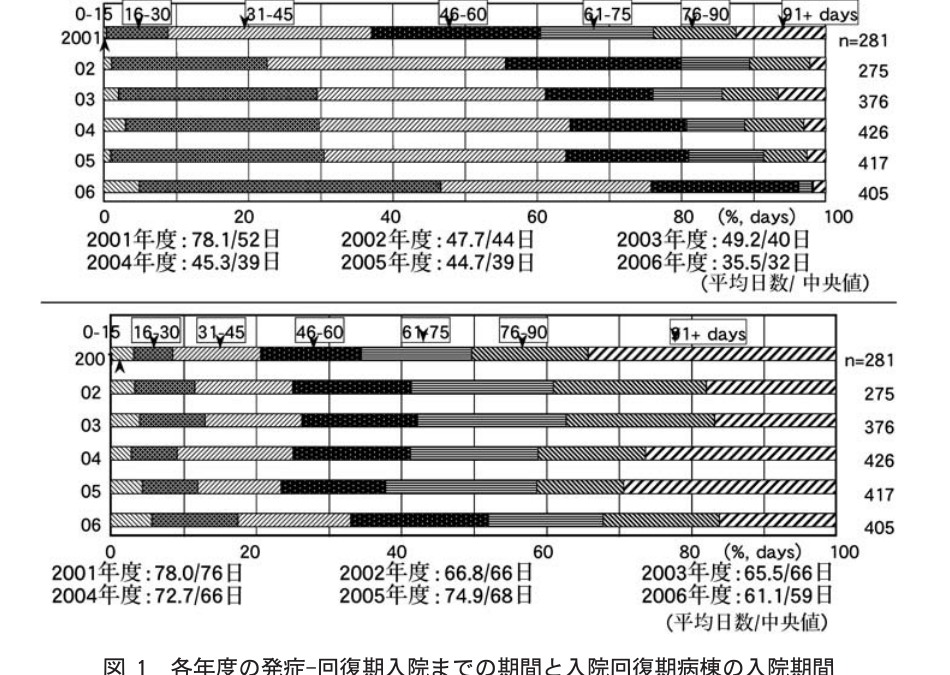 0-15 16-30 31-45 46-60 61-75 76-90 91+ days
2001 n=281
02 275
03 376
04 426
05 417
06 405
0 20 40 60 80 (%, days) 100
2001年度：78.1/52日 2002年度：47.7/44日 2003年度：49.2/40日
2004年度：45.3/39日 2005年度：44.7/39日 2006年度：35.5/32日
(平均日数/ 中央値)
0-15 16-30 31-45 46-60 61-75 76-90 91+ days
2001 n=281
02 275
03 376
04 426
05 417
06 405
0 20 40 60 80 (%, days) 100
2001年度：78.0/76日 2002年度：66.8/66日 2003年度：65.5/66日
2004年度：72.7/66日 2005年度：74.9/68日 2006年度：61.1/59日
(平均日数/中央値)
図 1 各年度の発症-回復期入院までの期間と入院回復期病棟の入院期間